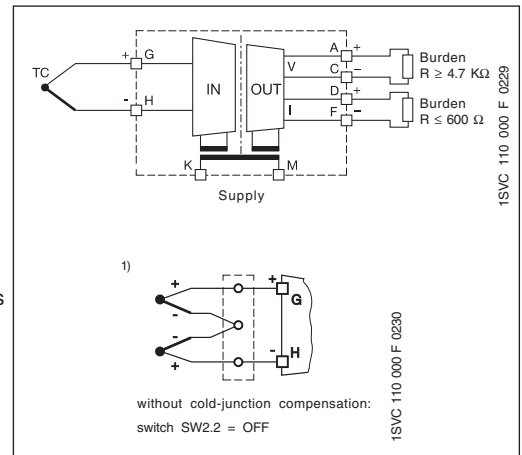 TC
+ G
- H
IN
OUT
V
I
A +
C –
D +
F –
Burden
R ≥ 4.7 KΩ
Burden
R ≤ 600 Ω
K
M
Supply
1SVC 110 000 F 0229
1)
+
-
-
+
+
G
-
H
without cold-junction compensation:
switch SW2.2 = OFF
1SVC 110 000 F 0230
s